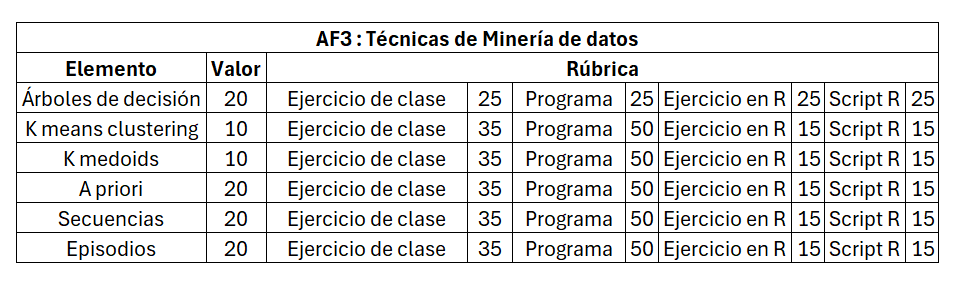 AF3 : Técnicas de Minería de datos
Elemento Valor Rúbrica
Árboles de decisión 20 Ejercicio de clase 25 Programa 25 Ejercicio en R 25 Script R 25
K means clustering 10 Ejercicio de clase 35 Programa 50 Ejercicio en R 15 Script R 15
K medoids 10 Ejercicio de clase 35 Programa 50 Ejercicio en R 15 Script R 15
A priori 20 Ejercicio de clase 35 Programa 50 Ejercicio en R 15 Script R 15
Secuencias 20 Ejercicio de clase 35 Programa 50 Ejercicio en R 15 Script R 15
Episodios 20 Ejercicio de clase 35 Programa 50 Ejercicio en R 15 Script R 15